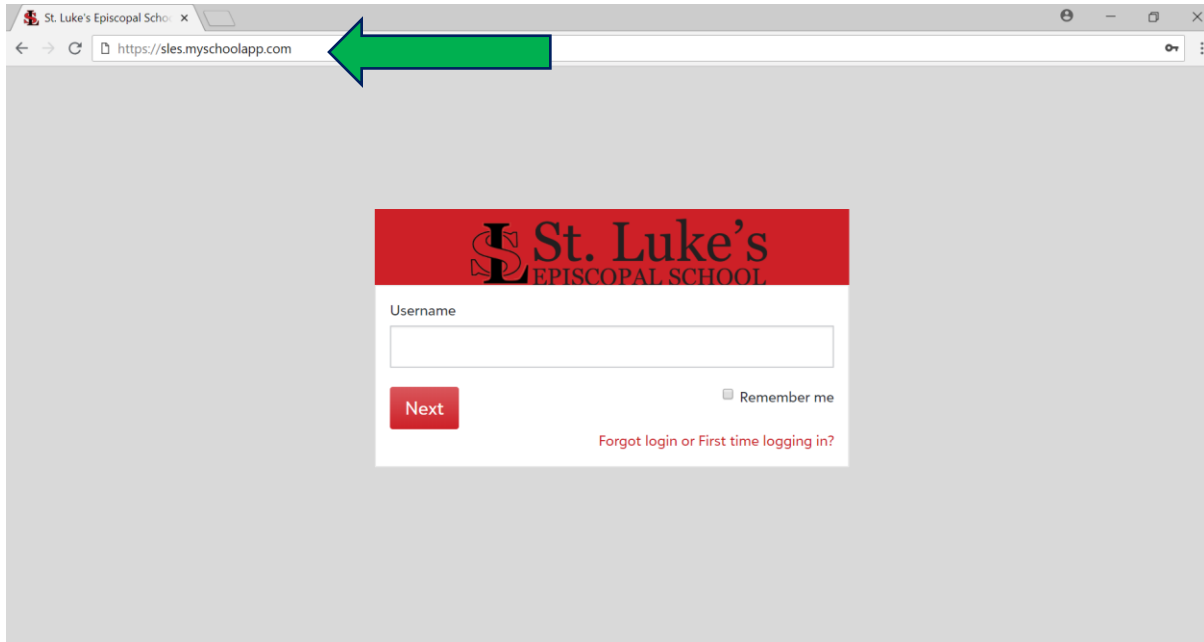 St. Luke's Episcopal Scho
https://sles.myschoolapp.com
St. Luke's
EPISCOPAL SCHOOL
Username
Next
Remember me
Forgot login or First time logging in?